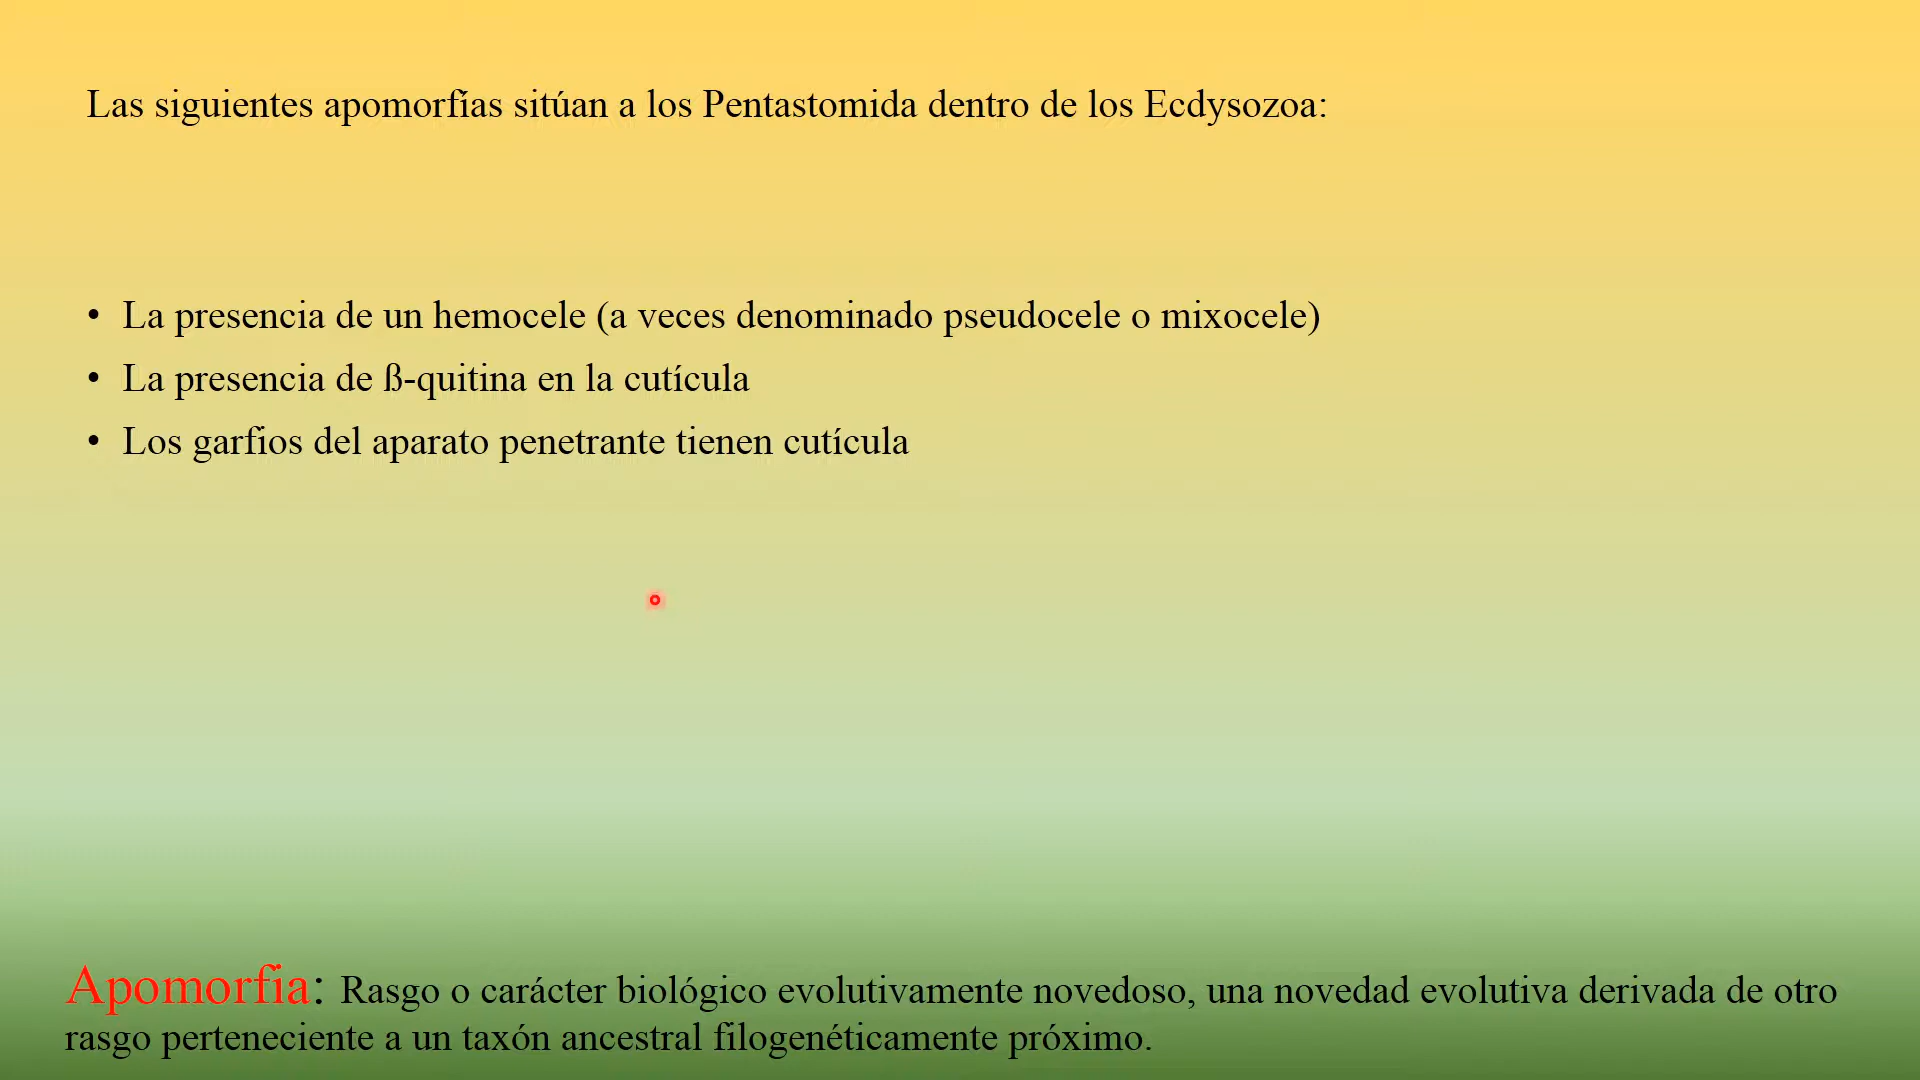 Las siguientes apomorfías sitúan a los Pentastomida dentro de los Ecdysozoa:
• La presencia de un hemocele (a veces denominado pseudocele o mixocele)
• La presencia de ß-quitina en la cutícula
• Los garfios del aparato penetrante tienen cutícula
Apomorfia: Rasgo o carácter biológico evolutivamente novedoso, una novedad evolutiva derivada de otro
rasgo perteneciente a un taxón ancestral filogenéticamente próximo.